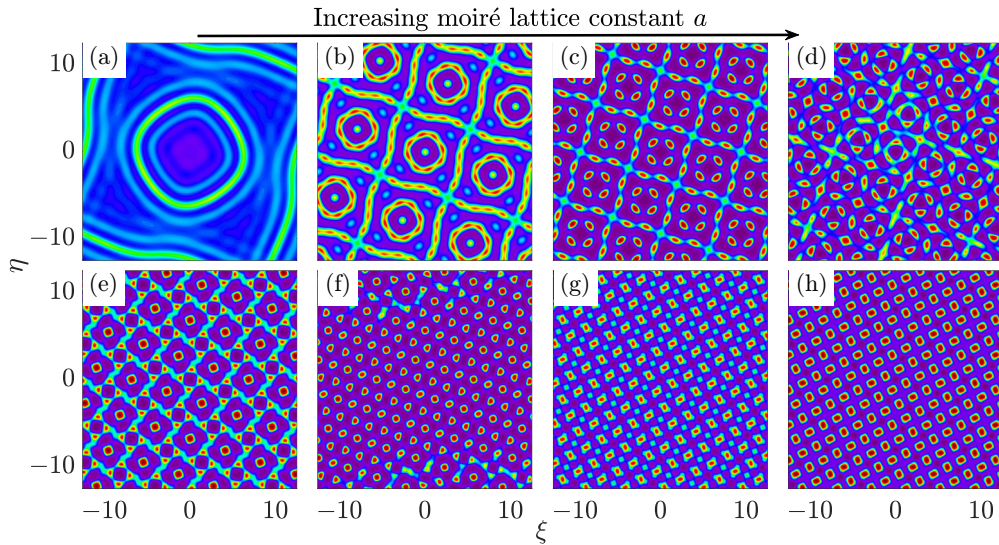 Increasing moiré lattice constant a
(a) (b) (c) (d)
10
0
−10
(e) (f) (g) (h)
10
0
−10
η
−10 0 10 −10 0 10 −10 0 10 −10 0 10
ξ